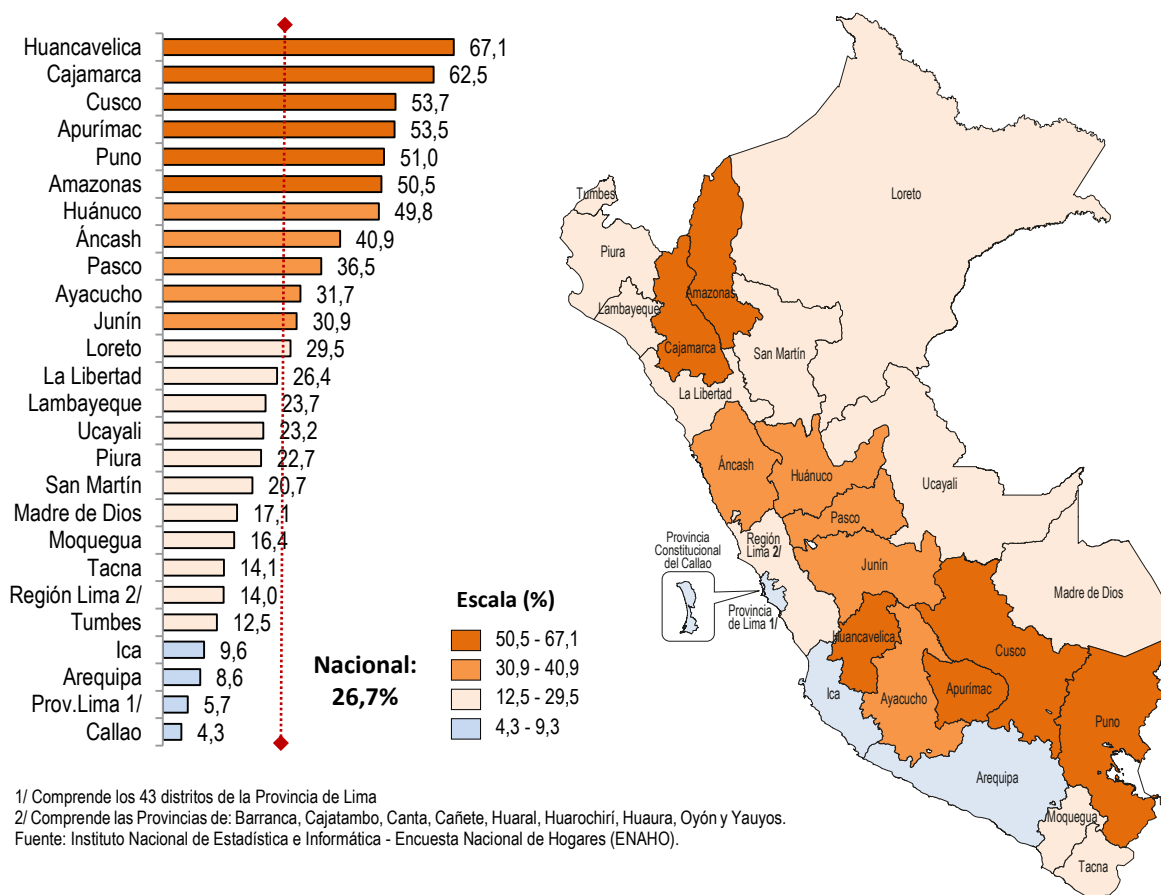 Huancavelica 67,1
Cajamarca 62,5
Cusco 53,7
Apurímac 53,5
Puno 51,0
Amazonas 50,5
Huánuco 49,8
Áncash 40,9
Pasco 36,5
Ayacucho 31,7
Junín 30,9
Loreto 29,5
La Libertad 26,4
Lambayeque 23,7
Ucayali 23,2
Piura 22,7
San Martín 20,7
Madre de Dios 17,1
Moquegua 16,4
Tacna 14,1
Región Lima 2/ 14,0
Tumbes 12,5
Ica 9,6
Arequipa 8,6
Prov.Lima 1/ 5,7
Callao 4,3
Nacional:
26,7%
Escala (%)
50,5 - 67,1
30,9 - 40,9
12,5 - 29,5
4,3 - 9,3
Tumbes
Loreto
Piura
Amazonas
Lambayeque
Cajamarca
San Martín
La Libertad
Áncash
Huánuco
Ucayali
Pasco
Provincia
Constitucional
del Callao
Región
Lima 2/
Junín
Madre de Dios
Provincia
de Lima 1/
Huancavelica
Cusco
Ica
Ayacucho
Apurímac
Puno
Arequipa
Moquegua
Tacna
1/ Comprende los 43 distritos de la Provincia de Lima
2/ Comprende las Provincias de: Barranca, Cajatambo, Canta, Cañete, Huaral, Huarochirí, Huaura, Oyón y Yauyos.
Fuente: Instituto Nacional de Estadística e Informática - Encuesta Nacional de Hogares (ENAHO).